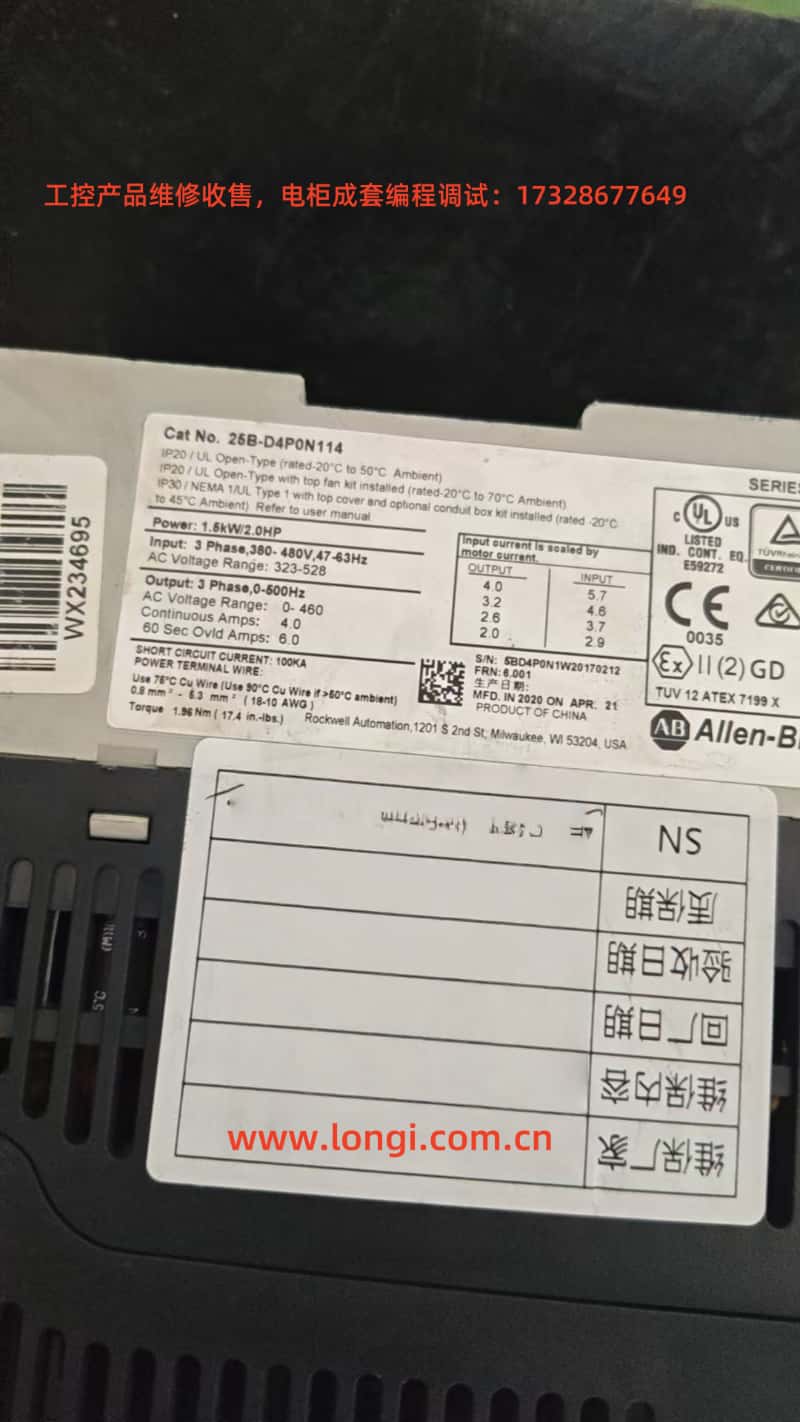 工控产品维修收售，电柜成套编程调试：17328677649
WX234695
Cat No. 25B-D4P0N114
IP20 / UL Open-Type (rated-20°C to 50°C Ambient)
IP20 / UL Open-Type with top fan kit installed (rated-20°C to 70°C Ambient)
IP30 / NEMA 1/UL Type 1 with top cover and optional conduit box kit installed (rated -20°C
to 45°C Ambient) Refer to user manual
Power: 1.5kW/2.0HP
Input: 3 Phase,380- 480V,47-63Hz
AC Voltage Range: 323-528
Output: 3 Phase,0-500Hz
AC Voltage Range: 0- 460
Continuous Amps: 4.0
60 Sec Ovld Amps: 6.0
Input current is scaled by
motor current.
OUTPUT INPUT
4.0 5.7
3.2 4.6
2.6 3.7
2.0 2.9
SHORT CIRCUIT CURRENT: 100KA
POWER TERMINAL WIRE:
Use 75°C Cu Wire (Use 90°C Cu Wire if >50°C ambient)
0.8 mm² - 5.3 mm² ( 18-10 AWG )
Torque 1.96 Nm ( 17.4 in.-lbs.)
S/N: 5BD4P0N1W20170212
FRN: 6.001
生产日期:
MFD. IN 2020 ON APR. 21
PRODUCT OF CHINA
Rockwell Automation,1201 S 2nd St, Milwaukee, WI 53204, USA
SERIES
C UL US
LISTED
IND. CONT. EQ.
E59272
CE
0035
Ex II (2) GD
TUV 12 ATEX 7199 X
AB Allen-B
SN
质保期
验收日期
回厂日期
维保内容
维保厂家
www.longi.com.cn